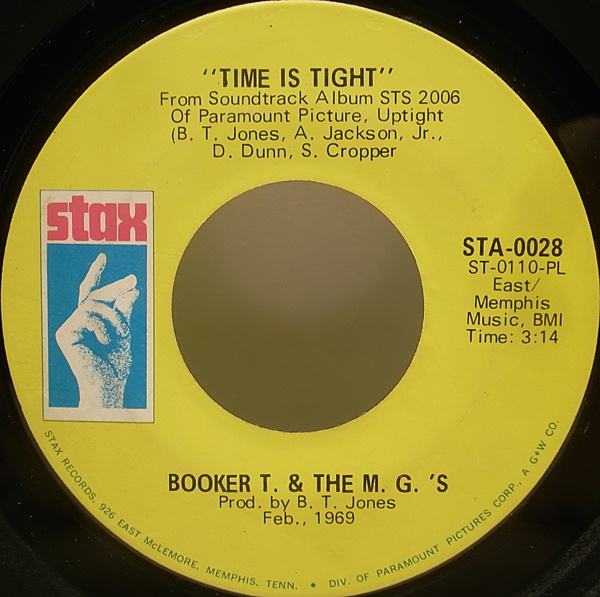 "TIME IS TIGHT"
From Soundtrack Album STS 2006
Of Paramount Picture, Uptight
(B. T. Jones, A. Jackson, Jr.,
D. Dunn, S. Cropper
stax
STA-0028
ST-0110-PL
East/
Memphis
Music, BMI
Time: 3:14
BOOKER T. & THE M. G. 'S
Prod. by B. T. Jones
Feb., 1969
STAX RECORDS, 926 EAST McLEMORE, MEMPHIS, TENN. • DIV. OF PARAMOUNT PICTURES CORP., A G+W CO.